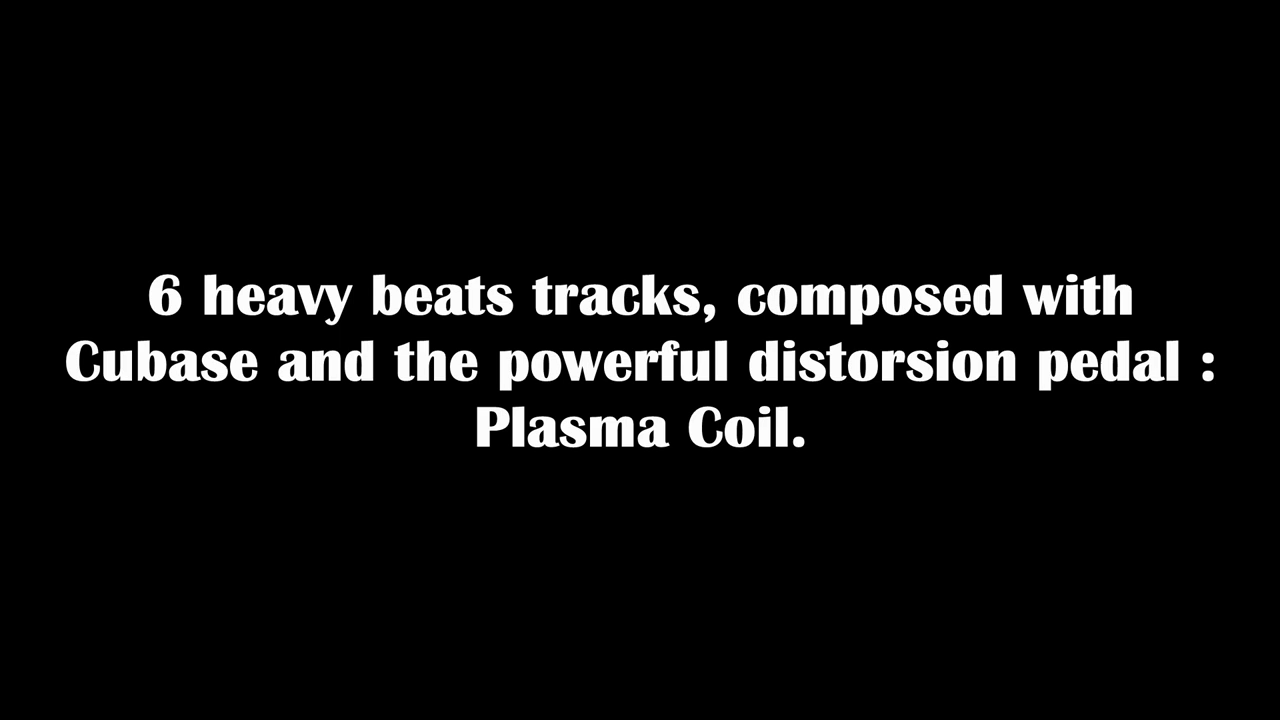 6 heavy beats tracks, composed with
Cubase and the powerful distorsion pedal :
Plasma Coil.